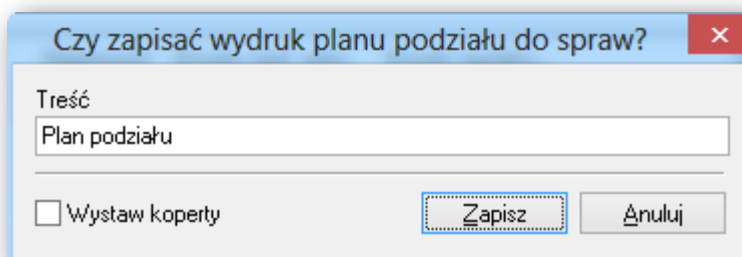 Czy zapisać wydruk planu podziału do spraw?
Treść
Plan podziału
Wystaw koperty
Zapisz
Anuluj